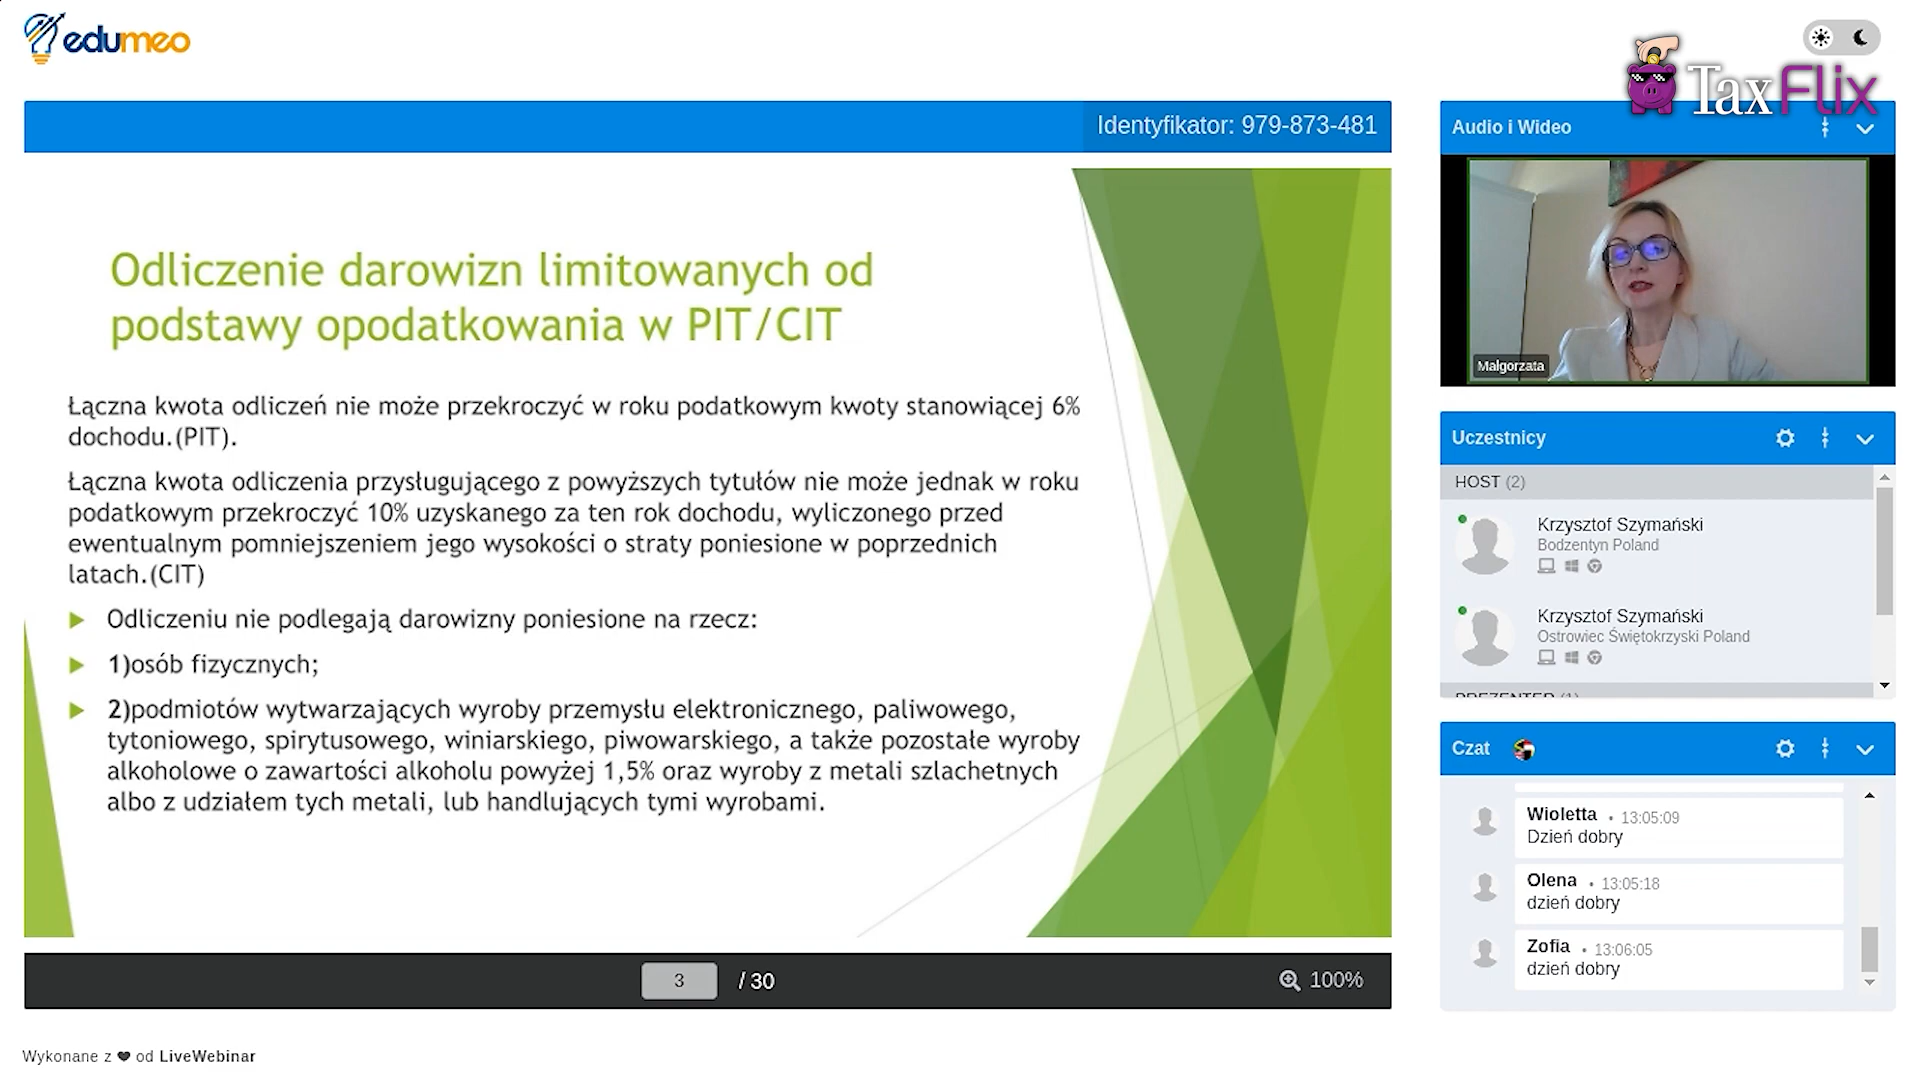 edumeo
TaxFlix
Identyfikator: 979-873-481
Odliczenie darowizn limitowanych od
podstawy opodatkowania w PIT/CIT
Łączna kwota odliczeń nie może przekroczyć w roku podatkowym kwoty stanowiącej 6%
dochodu.(PIT).
Łączna kwota odliczenia przysługującego z powyższych tytułów nie może jednak w roku
podatkowym przekroczyć 10% uzyskanego za ten rok dochodu, wyliczonego przed
ewentualnym pomniejszeniem jego wysokości o straty poniesione w poprzednich
latach.(CIT)
Odliczeniu nie podlegają darowizny poniesione na rzecz:
1)osób fizycznych;
2)podmiotów wytwarzających wyroby przemysłu elektronicznego, paliwowego,
tytoniowego, spirytusowego, winiarskiego, piwowarskiego, a także pozostałe wyroby
alkoholowe o zawartości alkoholu powyżej 1,5% oraz wyroby z metali szlachetnych
albo z udziałem tych metali, lub handlujących tymi wyrobami.
3 / 30
100%
Wykonane z ❤ od LiveWebinar
Audio i Wideo
Małgorzata
Uczestnicy
HOST (2)
Krzysztof Szymański
Bodzentyn Poland
Krzysztof Szymański
Ostrowiec Świętokrzyski Poland
PREZENTER (1)
Czat
Wioletta • 13:05:09
Dzień dobry
Olena • 13:05:18
dzień dobry
Zofia • 13:06:05
dzień dobry